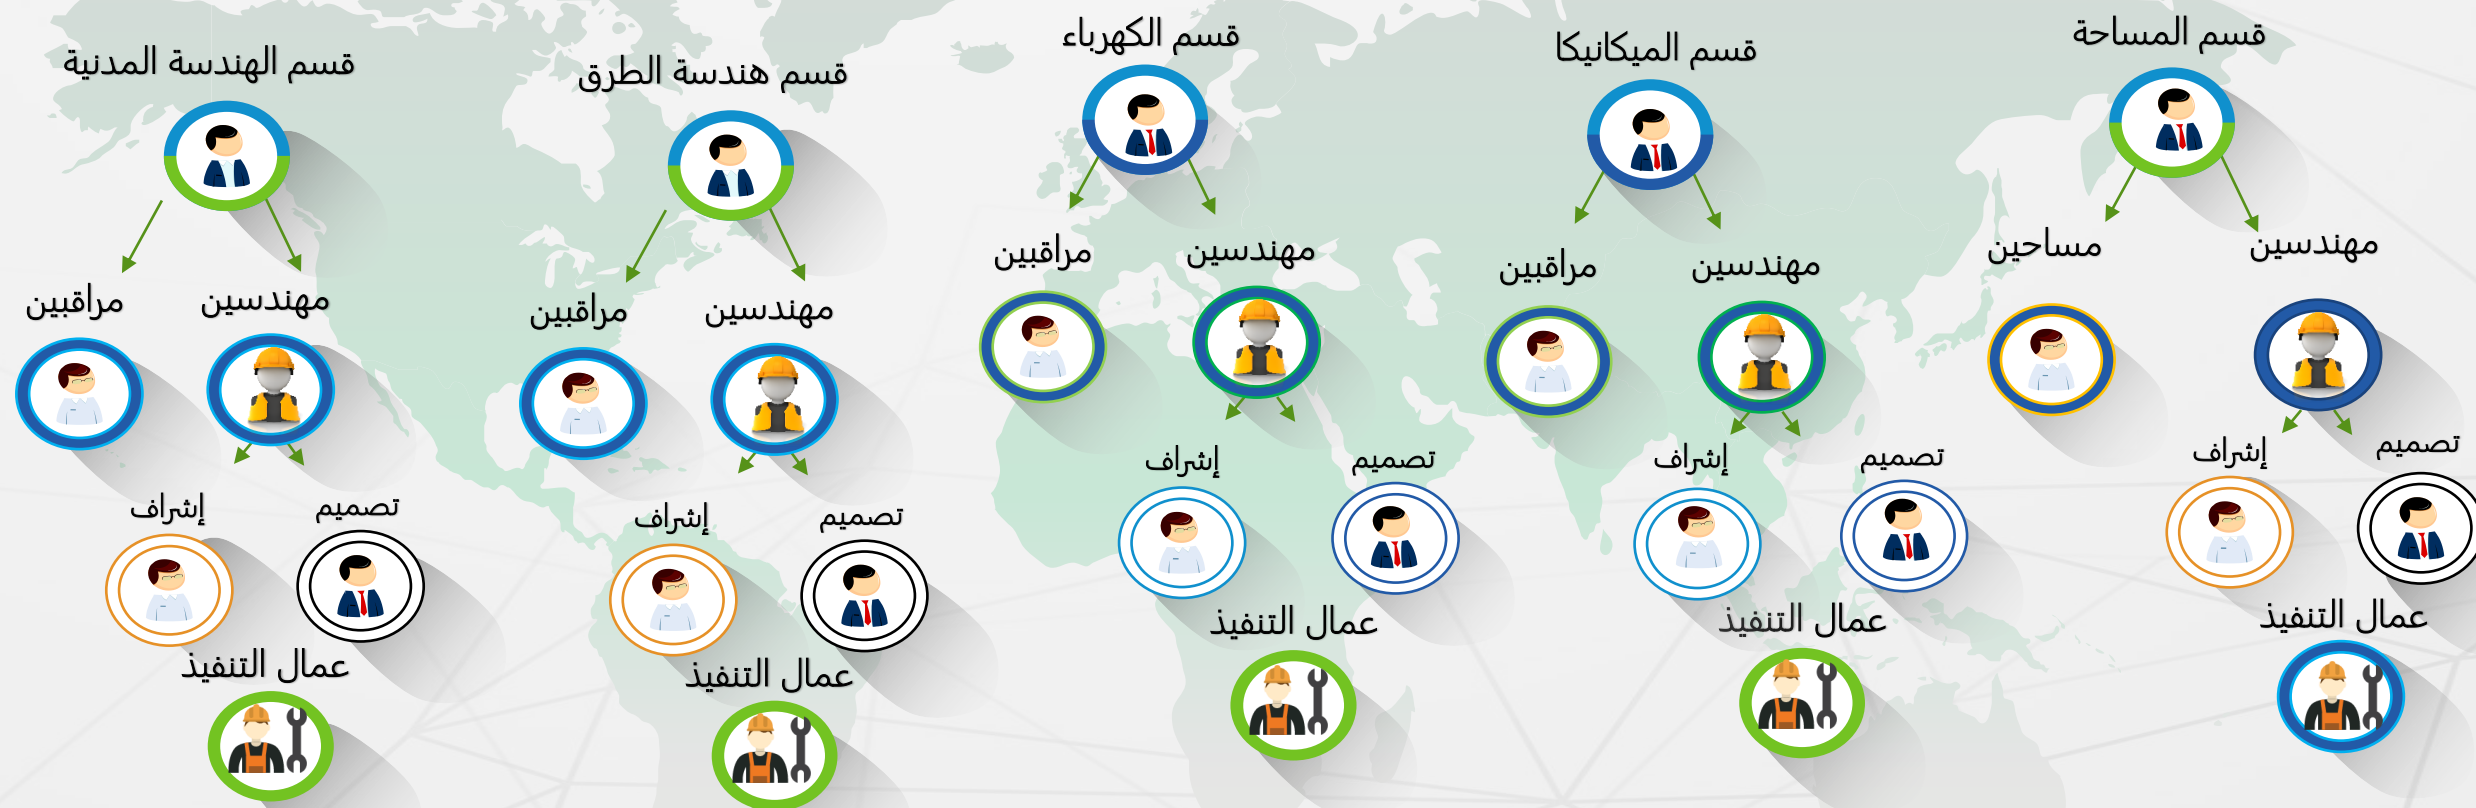 قسم المساحة
مساحين
مهندسين
إشراف
تصميم
عمال التنفيذ
قسم الميكانيكا
مراقبين
مهندسين
إشراف
تصميم
عمال التنفيذ
قسم الكهرباء
مراقبين
مهندسين
إشراف
تصميم
عمال التنفيذ
قسم هندسة الطرق
مراقبين
مهندسين
إشراف
تصميم
عمال التنفيذ
قسم الهندسة المدنية
مراقبين
مهندسين
إشراف
تصميم
عمال التنفيذ